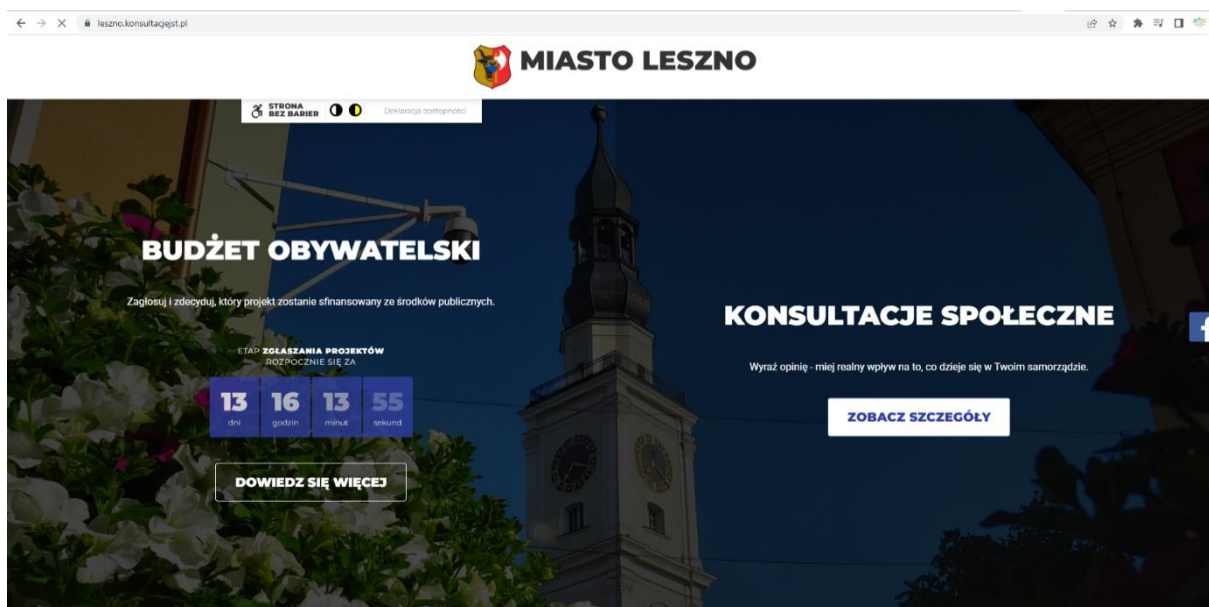 leszno.konsultacjejst.pl
MIASTO LESZNO
STRONA
BEZ BARIER
Deklaracja dostępności
BUDŻET OBYWATELSKI
Zagłosuj i zdecyduj, który projekt zostanie sfinansowany ze środków publicznych.
ETAP ZGŁASZANIA PROJEKTÓW
ROZPOCZNIE SIĘ ZA
13 16 13 55
dni godzin minut sekund
DOWIEDZ SIĘ WIĘCEJ
KONSULTACJE SPOŁECZNE
Wyraź opinię - miej realny wpływ na to, co dzieje się w Twoim samorządzie.
ZOBACZ SZCZEGÓŁY